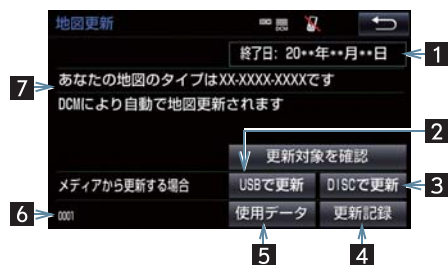 地図更新
DCM
終了日: 20**年**月**日
1
あなたの地図のタイプはXX-XXXX-XXXXです
7
DCMにより自動で地図更新されます
2
更新対象を確認
メディアから更新する場合 USBで更新 DISCで更新
3
6
0001 使用データ 更新記録
5 4